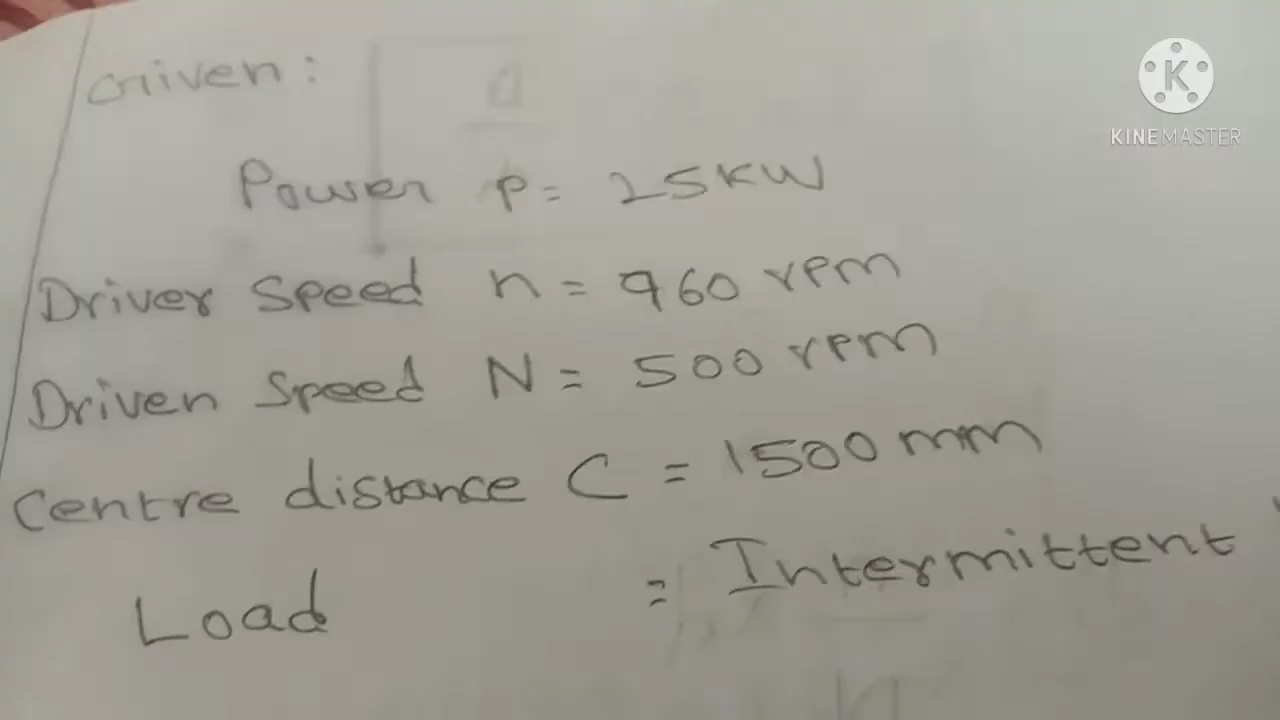 Given:
K
KINEMASTER
Power P = 25KW
Driver Speed n = 960 rpm
Driven Speed N = 500 rpm
Centre distance C = 1500 mm
Load = Intermittent